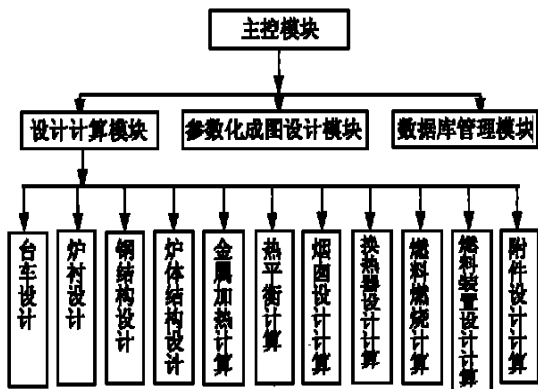 主控模块
设计计算模块
参数化成图设计模块
数据库管理模块
台车设计
炉衬设计
钢结构设计
炉体结构设计
金属加热计算
热平衡计算
烟囱设计计算
换热器设计计算
燃料燃烧计算
燃料装置设计计算
附件设计计算